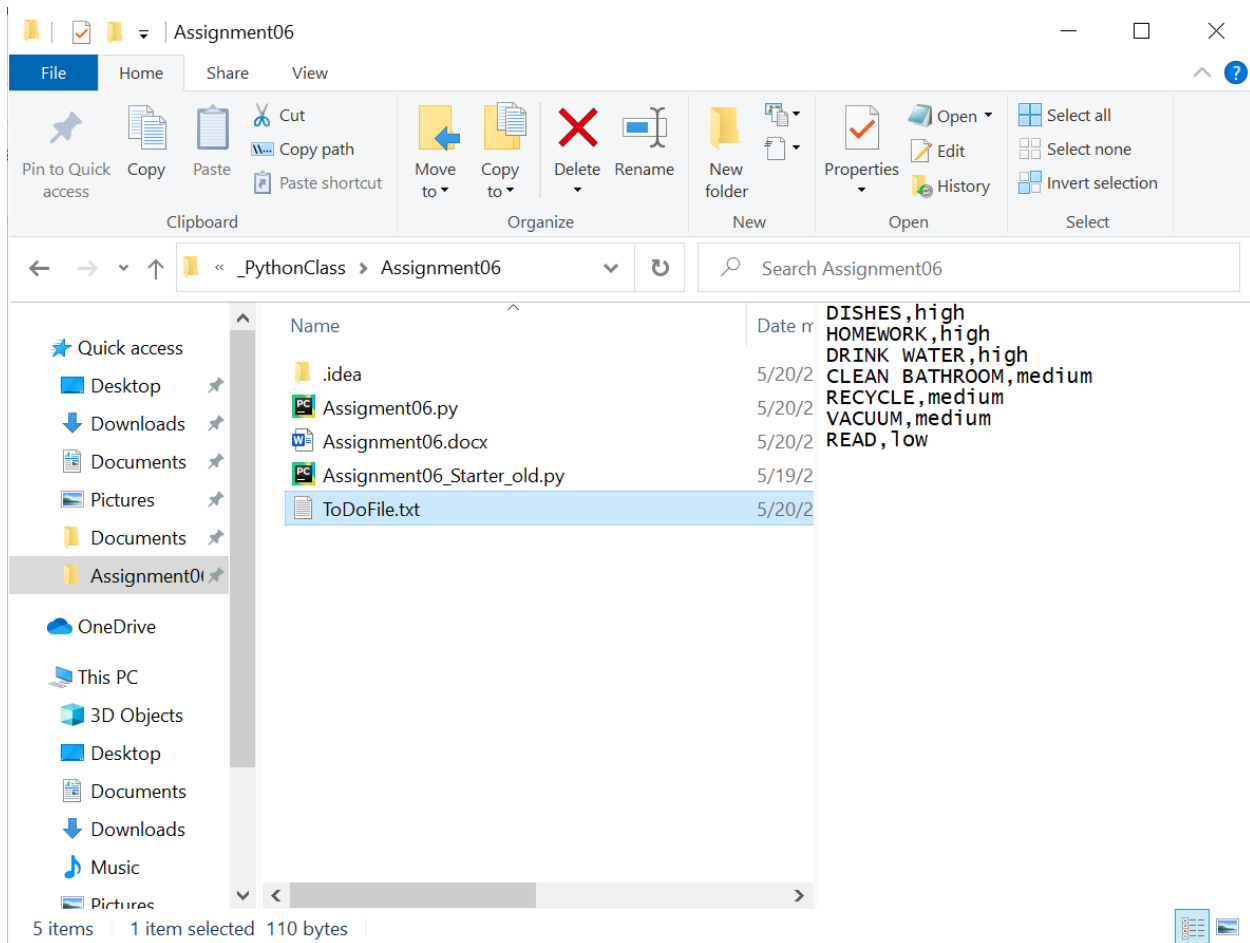 Assignment06
File Home Share View
?
Pin to Quick access
Copy
Paste
Cut
Copy path
Paste shortcut
Clipboard
Move to
Copy to
Delete
Rename
Organize
New folder
New
Properties
Open
Edit
History
Open
Select all
Select none
Invert selection
Select
« _PythonClass > Assignment06
Search Assignment06
Quick access
Desktop
Downloads
Documents
Pictures
Documents
Assignment0
OneDrive
This PC
3D Objects
Desktop
Documents
Downloads
Music
Pictures
Name Date m
.idea 5/20/2
Assigment06.py 5/20/2
Assignment06.docx 5/20/2
Assignment06_Starter_old.py 5/19/2
ToDoFile.txt 5/20/2
DISHES,high
HOMEWORK,high
DRINK WATER,high
CLEAN BATHROOM,medium
RECYCLE,medium
VACUUM,medium
READ,low
5 items 1 item selected 110 bytes